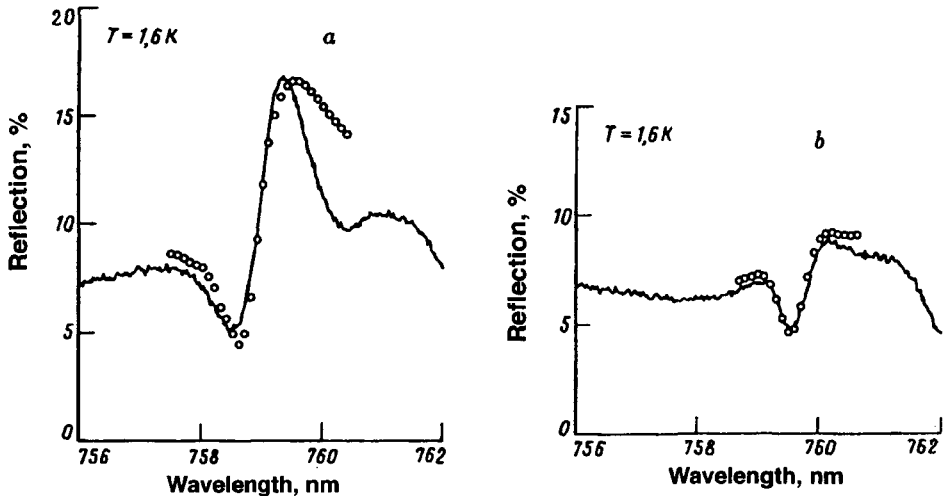 20
T = 1,6 K
a
15
Reflection, %
10
5
0
756
758
760
762
Wavelength, nm
15
T = 1,6 K
b
Reflection, %
10
5
0
756
758
760
762
Wavelength, nm